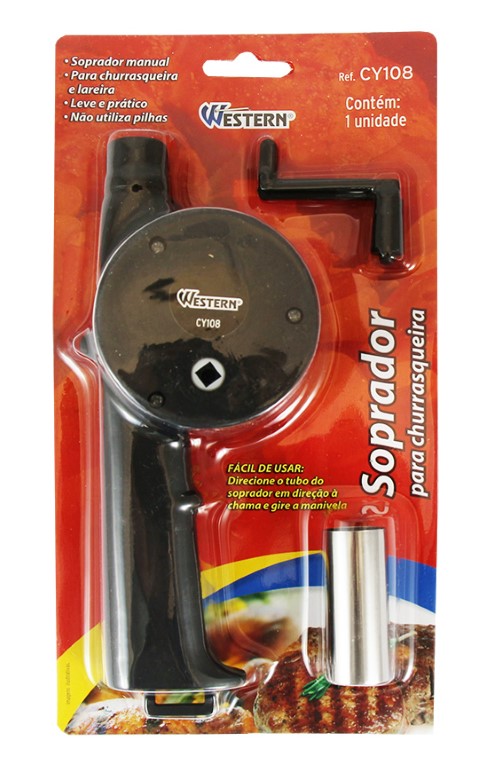 • Soprador manual
• Para churrasqueira
e lareira
• Leve e prático
• Não utiliza pilhas
Ref. CY108
Contém:
1 unidade
WESTERN®
WESTERN®
CY108
Soprador
para churrasqueira
FÁCIL DE USAR:
Direcione o tubo do
soprador em direção à
chama e gire a manivela